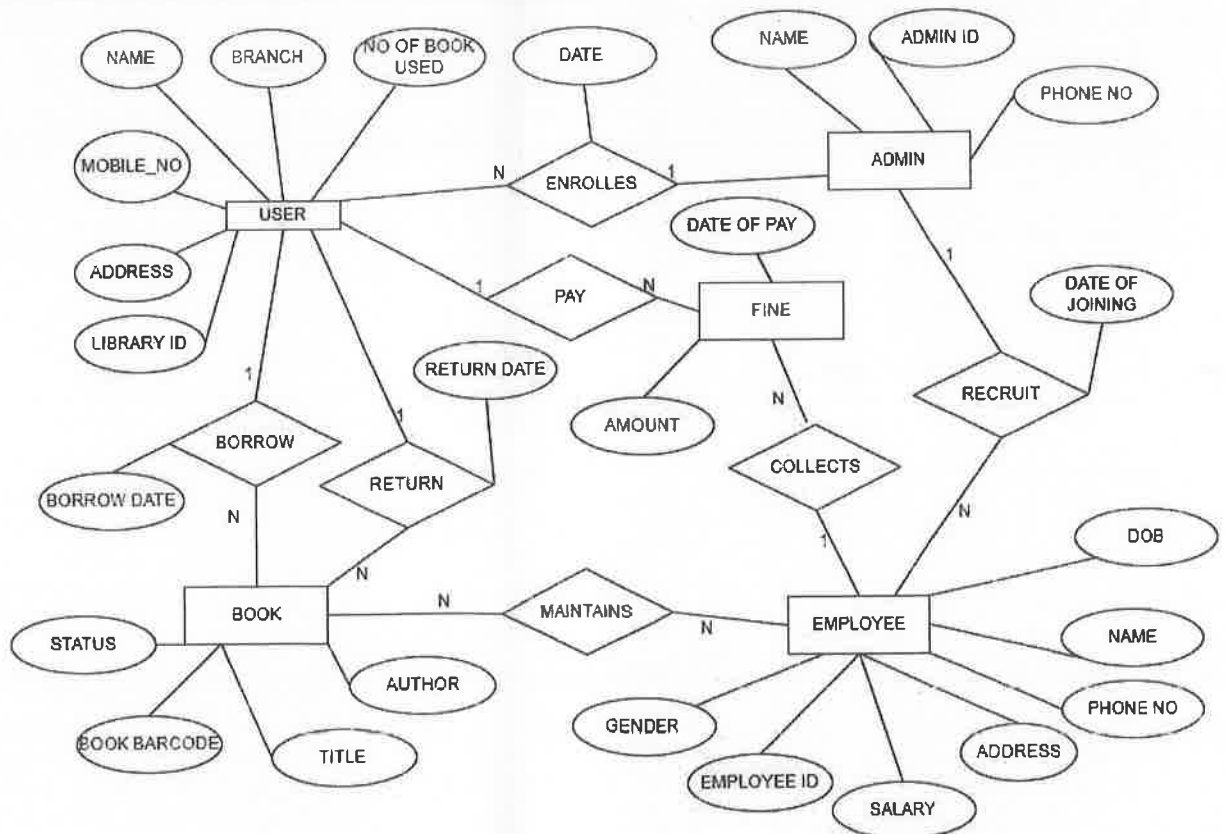 NAME
BRANCH
NO OF BOOK
USED
DATE
NAME
ADMIN ID
PHONE NO
MOBILE_NO
N
ENROLLES
1
ADMIN
USER
DATE OF PAY
ADDRESS
1
PAY
N
FINE
1
DATE OF
JOINING
LIBRARY ID
RETURN DATE
1
1
AMOUNT
N
RECRUIT
BORROW
COLLECTS
RETURN
BORROW DATE
N
N
1
DOB
N
BOOK
N
MAINTAINS
N
EMPLOYEE
STATUS
NAME
AUTHOR
PHONE NO
GENDER
BOOK BARCODE
TITLE
ADDRESS
EMPLOYEE ID
SALARY